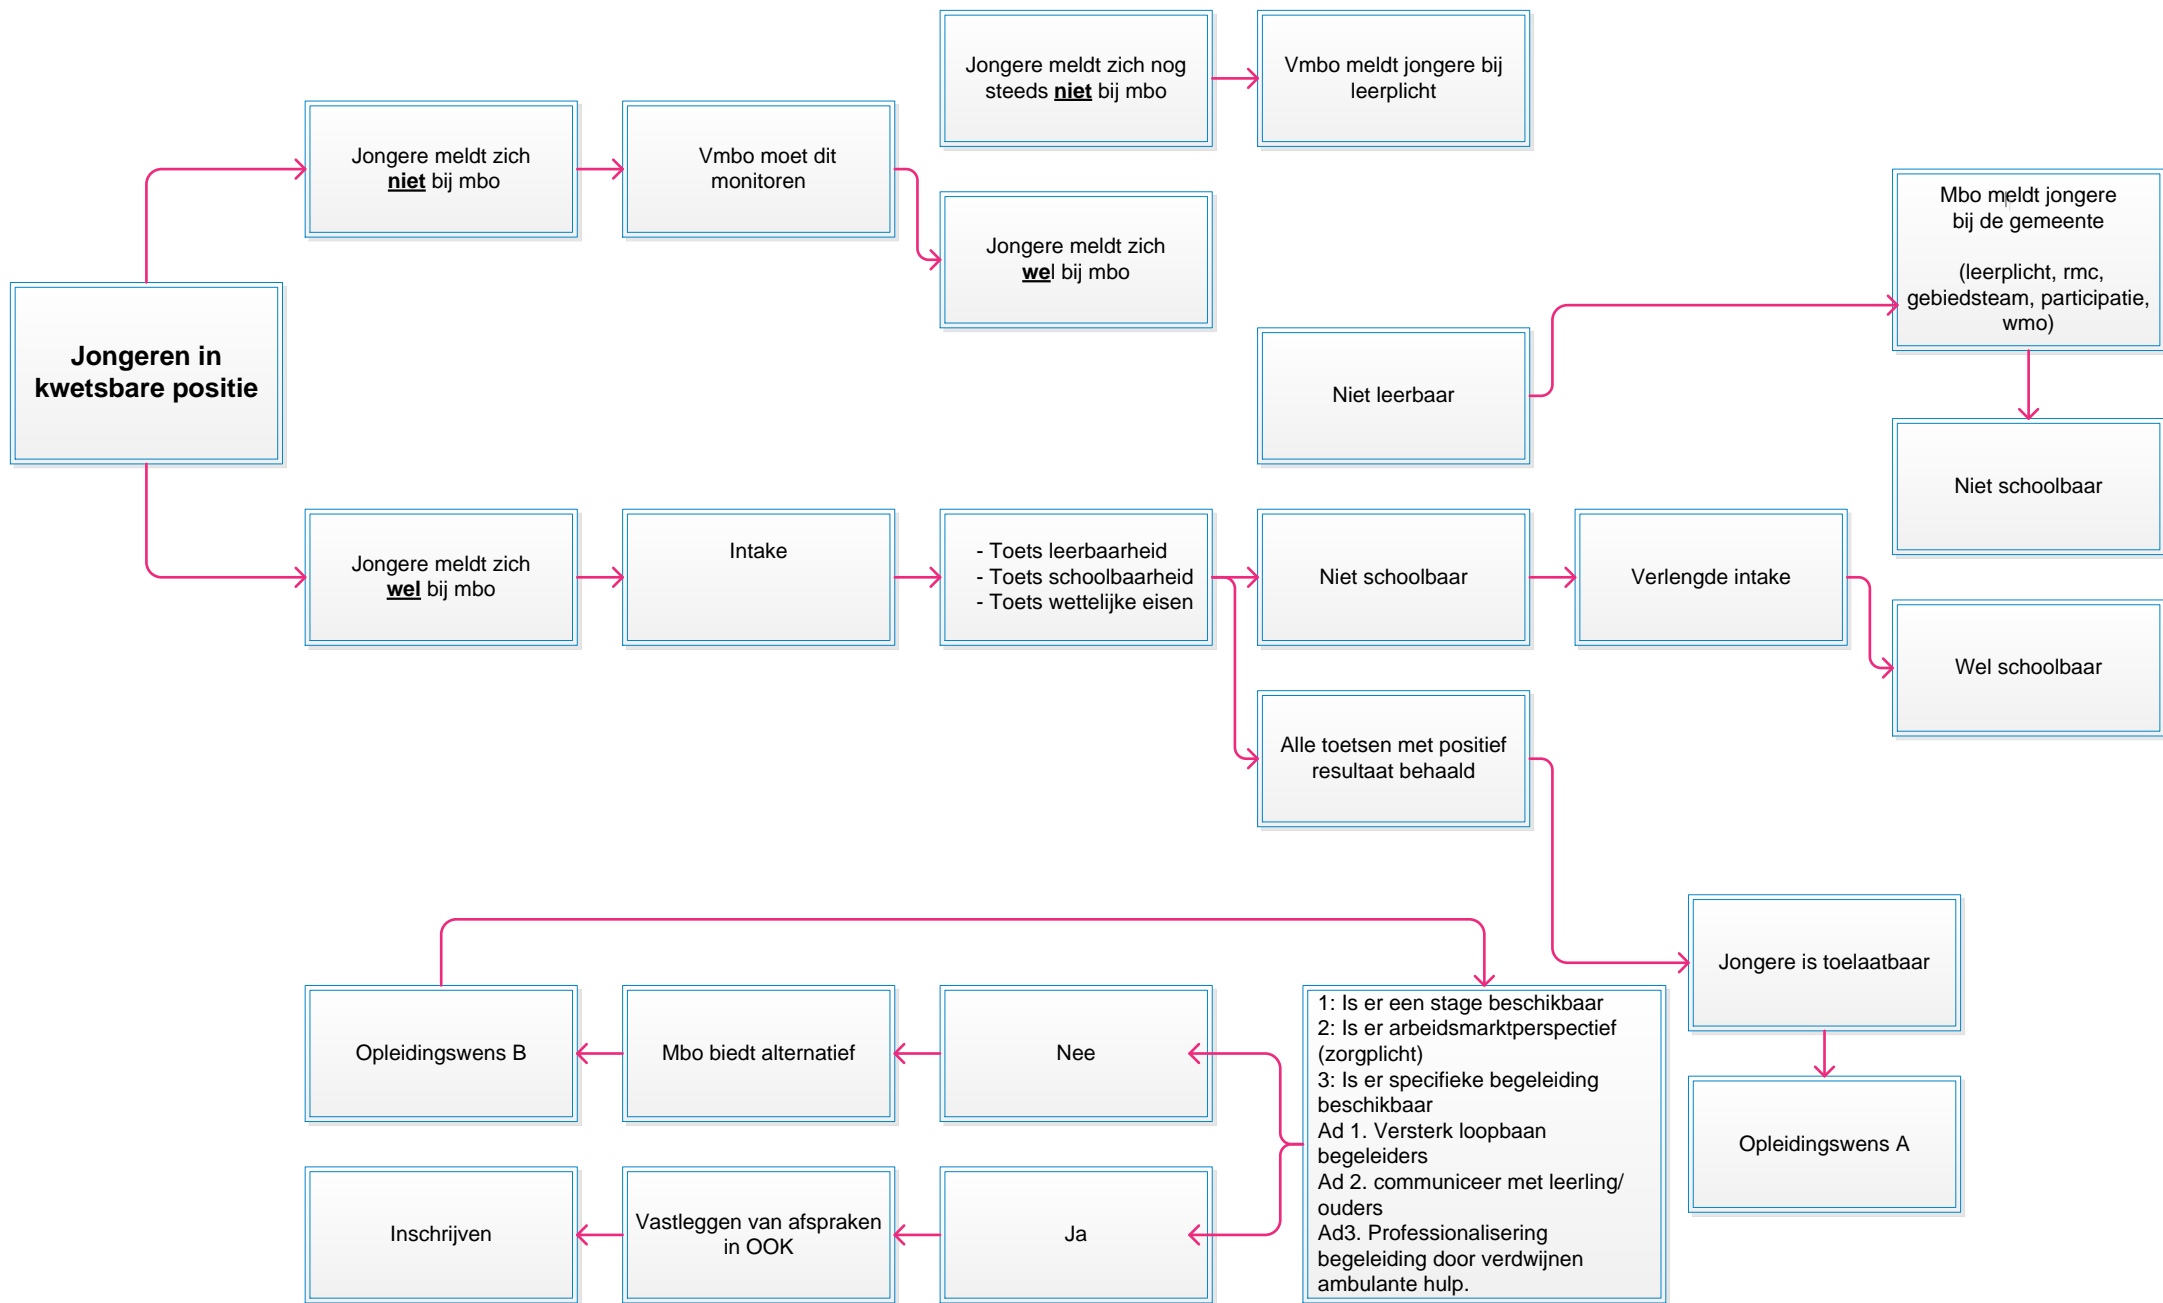 Jongere meldt zich nog
steeds niet bij mbo
Vmbo meldt jongere bij
leerplicht
Jongere meldt zich
niet bij mbo
Vmbo moet dit
monitoren
Mbo meldt jongere
bij de gemeente
(leerplicht, rmc,
gebiedsteam, participatie,
wmo)
Jongere meldt zich
wel bij mbo
Jongeren in
kwetsbare positie
Niet leerbaar
Niet schoolbaar
Jongere meldt zich
wel bij mbo
Intake
- Toets leerbaarheid
- Toets schoolbaarheid
- Toets wettelijke eisen
Niet schoolbaar
Verlengde intake
Wel schoolbaar
Alle toetsen met positief
resultaat behaald
Jongere is toelaatbaar
Opleidingswens B
Mbo biedt alternatief
Nee
1: Is er een stage beschikbaar
2: Is er arbeidsmarktperspectief
(zorgplicht)
3: Is er specifieke begeleiding
beschikbaar
Ad 1. Versterk loopbaan
begeleiders
Ad 2. communiceer met leerling/
ouders
Ad3. Professionalisering
begeleiding door verdwijnen
ambulante hulp.
Opleidingswens A
Inschrijven
Vastleggen van afspraken
in OOK
Ja